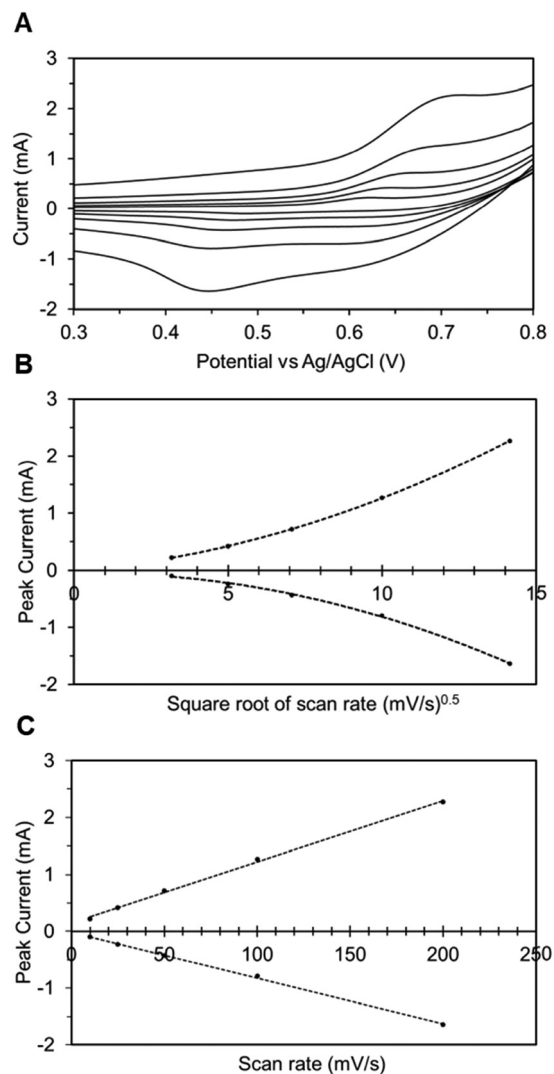 A
3
2
1
0
-1
-2
Current (mA)
0.3 0.4 0.5 0.6 0.7 0.8
Potential vs Ag/AgCl (V)
B
3
2
1
0
-1
-2
Peak Current (mA)
0 5 10 15
Square root of scan rate (mV/s)0.5
C
3
2
1
0
-1
-2
Peak Current (mA)
0 50 100 150 200 250
Scan rate (mV/s)